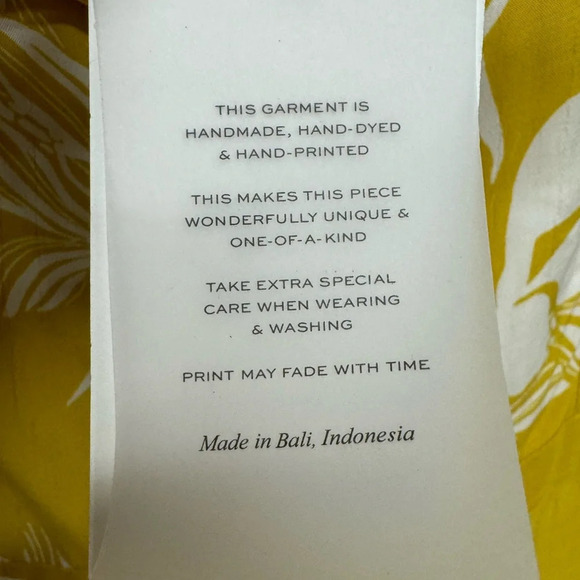 THIS GARMENT IS
HANDMADE, HAND-DYED
& HAND-PRINTED
THIS MAKES THIS PIECE
WONDERFULLY UNIQUE &
ONE-OF-A-KIND
TAKE EXTRA SPECIAL
CARE WHEN WEARING
& WASHING
PRINT MAY FADE WITH TIME
Made in Bali, Indonesia